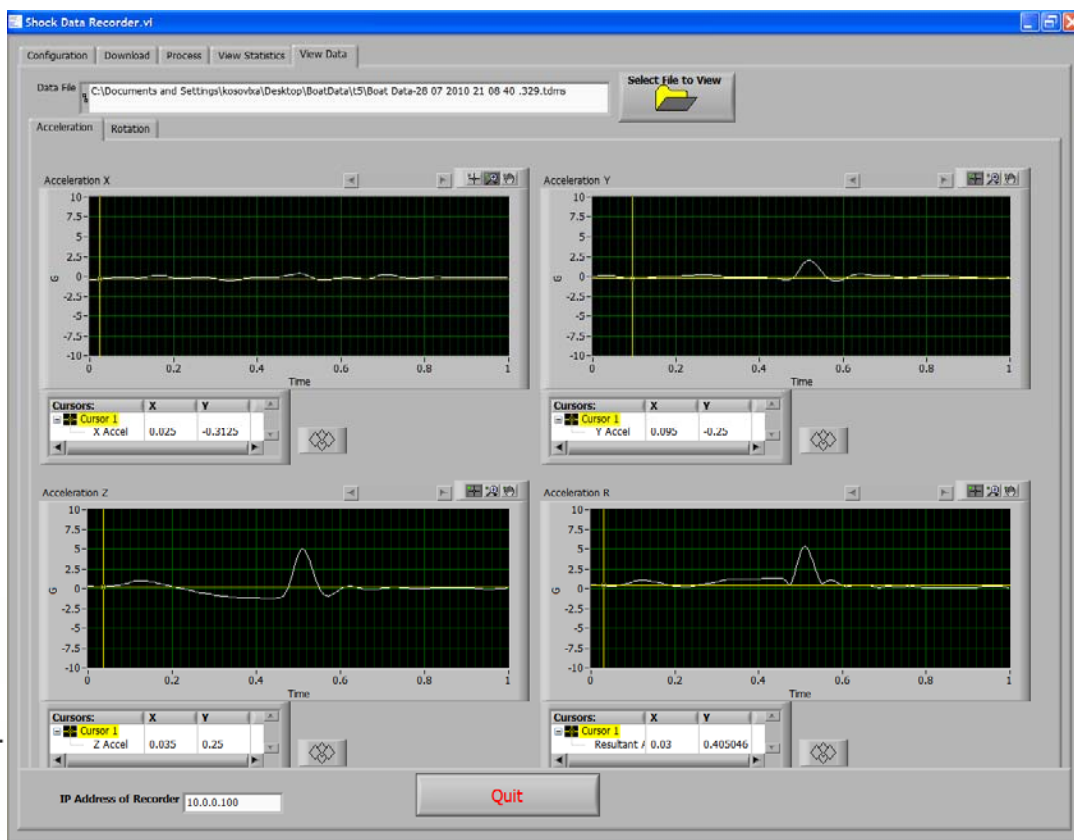 Shock Data Recorder.vi
Configuration Download Process View Statistics View Data
Data File C:\Documents and Settings\kosovixa\Desktop\BoatData\t5\Boat Data-28 07 2010 21 08 40 .329.tdms
Select File to View
Acceleration Rotation
Acceleration X
10
7.5
5
2.5
0
-2.5
-5
-7.5
-10
G
0 0.2 0.4 0.6 0.8 1
Time
Cursors: X Y
Cursor 1
X Accel 0.025 -0.3125
Acceleration Y
10
7.5
5
2.5
0
-2.5
-5
-7.5
-10
G
0 0.2 0.4 0.6 0.8 1
Time
Cursors: X Y
Cursor 1
Y Accel 0.095 -0.25
Acceleration Z
10
7.5
5
2.5
0
-2.5
-5
-7.5
-10
G
0 0.2 0.4 0.6 0.8 1
Time
Cursors: X Y
Cursor 1
Z Accel 0.035 0.25
Acceleration R
10
7.5
5
2.5
0
-2.5
-5
-7.5
-10
G
0 0.2 0.4 0.6 0.8 1
Time
Cursors: X Y
Cursor 1
Resultant A 0.03 0.405046
IP Address of Recorder 10.0.0.100
Quit